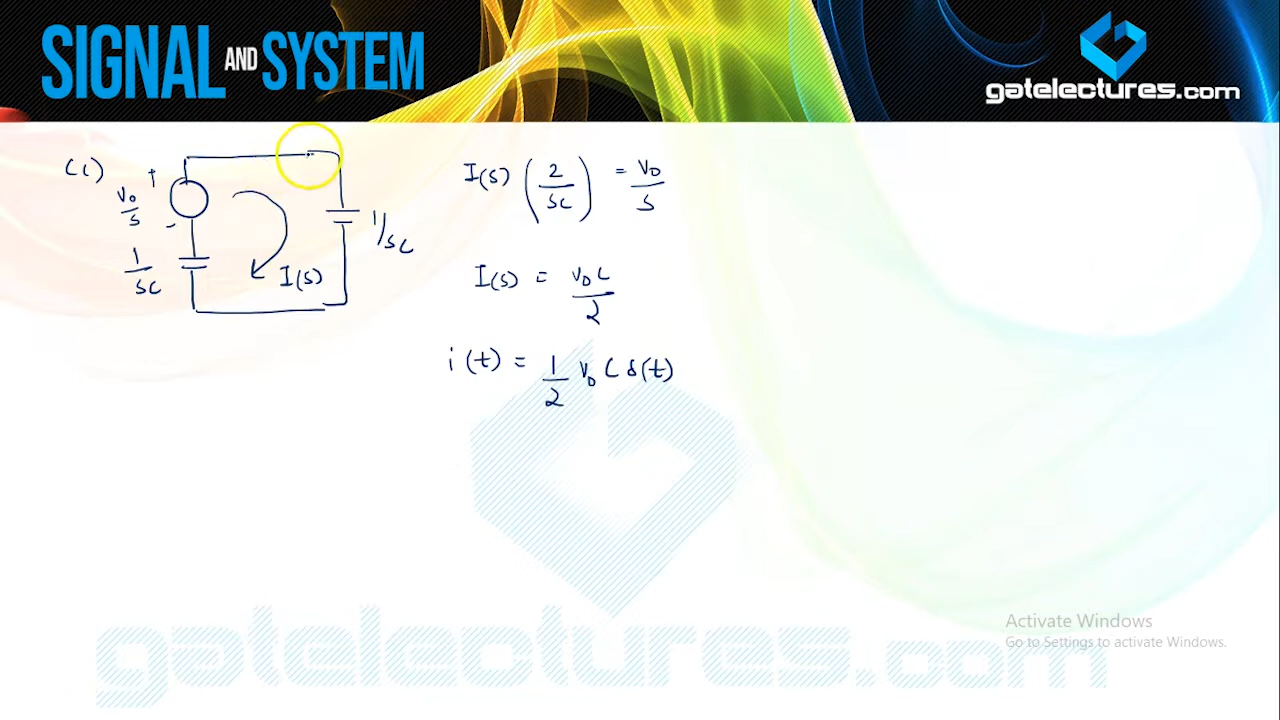 SIGNAL AND SYSTEM
gatelectures.com
(c)
+
V₀/s
-
1/sC
I(s)
1/sC
I(s) (2/sC) = V₀/s
I(s) = V₀C/2
i(t) = 1/2 V₀ C δ(t)
gatelectures.com
Activate Windows
Go to Settings to activate Windows.